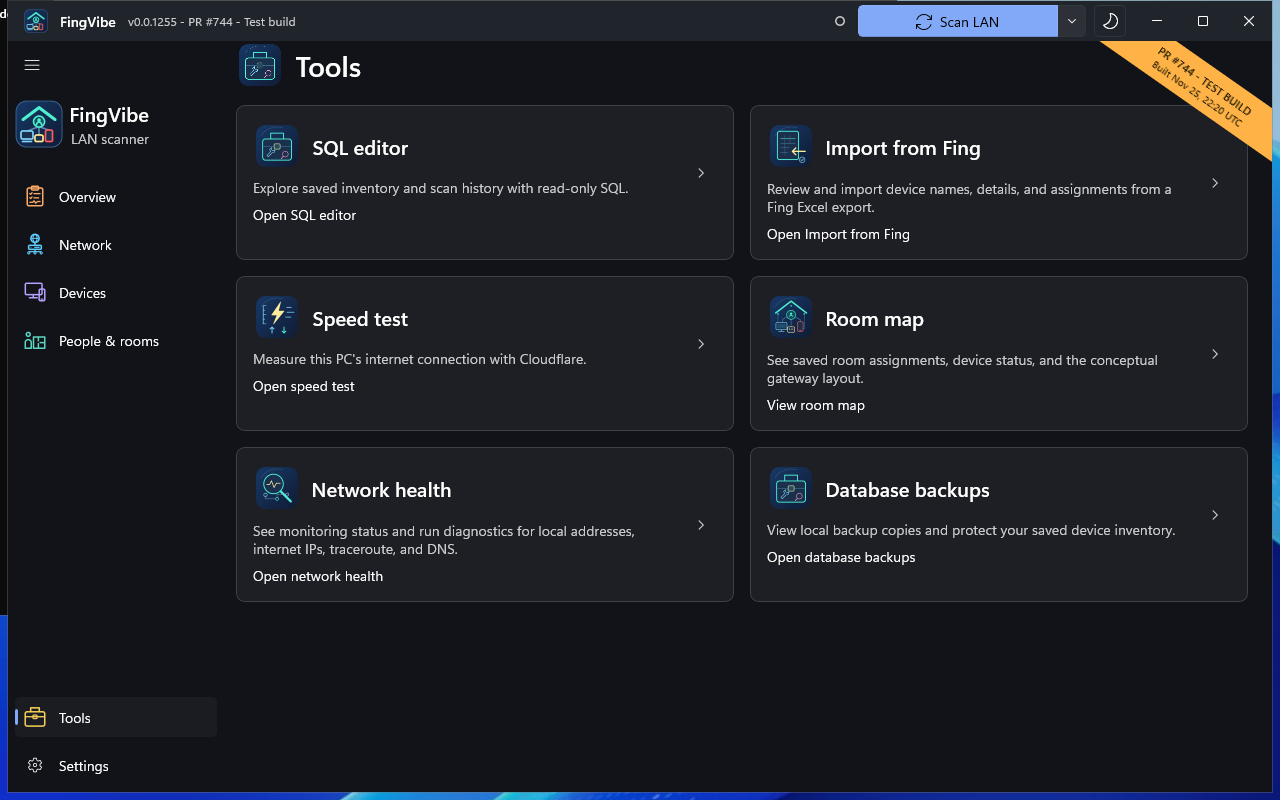 FingVibe v0.0.1255 - PR #744 - Test build
Scan LAN
PR #744 - TEST BUILD
Built Nov 25, 22:20 UTC
FingVibe
LAN scanner
Overview
Network
Devices
People & rooms
Tools
Settings
Tools
SQL editor
Explore saved inventory and scan history with read-only SQL.
Open SQL editor
Import from Fing
Review and import device names, details, and assignments from a
Fing Excel export.
Open Import from Fing
Speed test
Measure this PC's internet connection with Cloudflare.
Open speed test
Room map
See saved room assignments, device status, and the conceptual
gateway layout.
View room map
Network health
See monitoring status and run diagnostics for local addresses,
internet IPs, traceroute, and DNS.
Open network health
Database backups
View local backup copies and protect your saved device inventory.
Open database backups